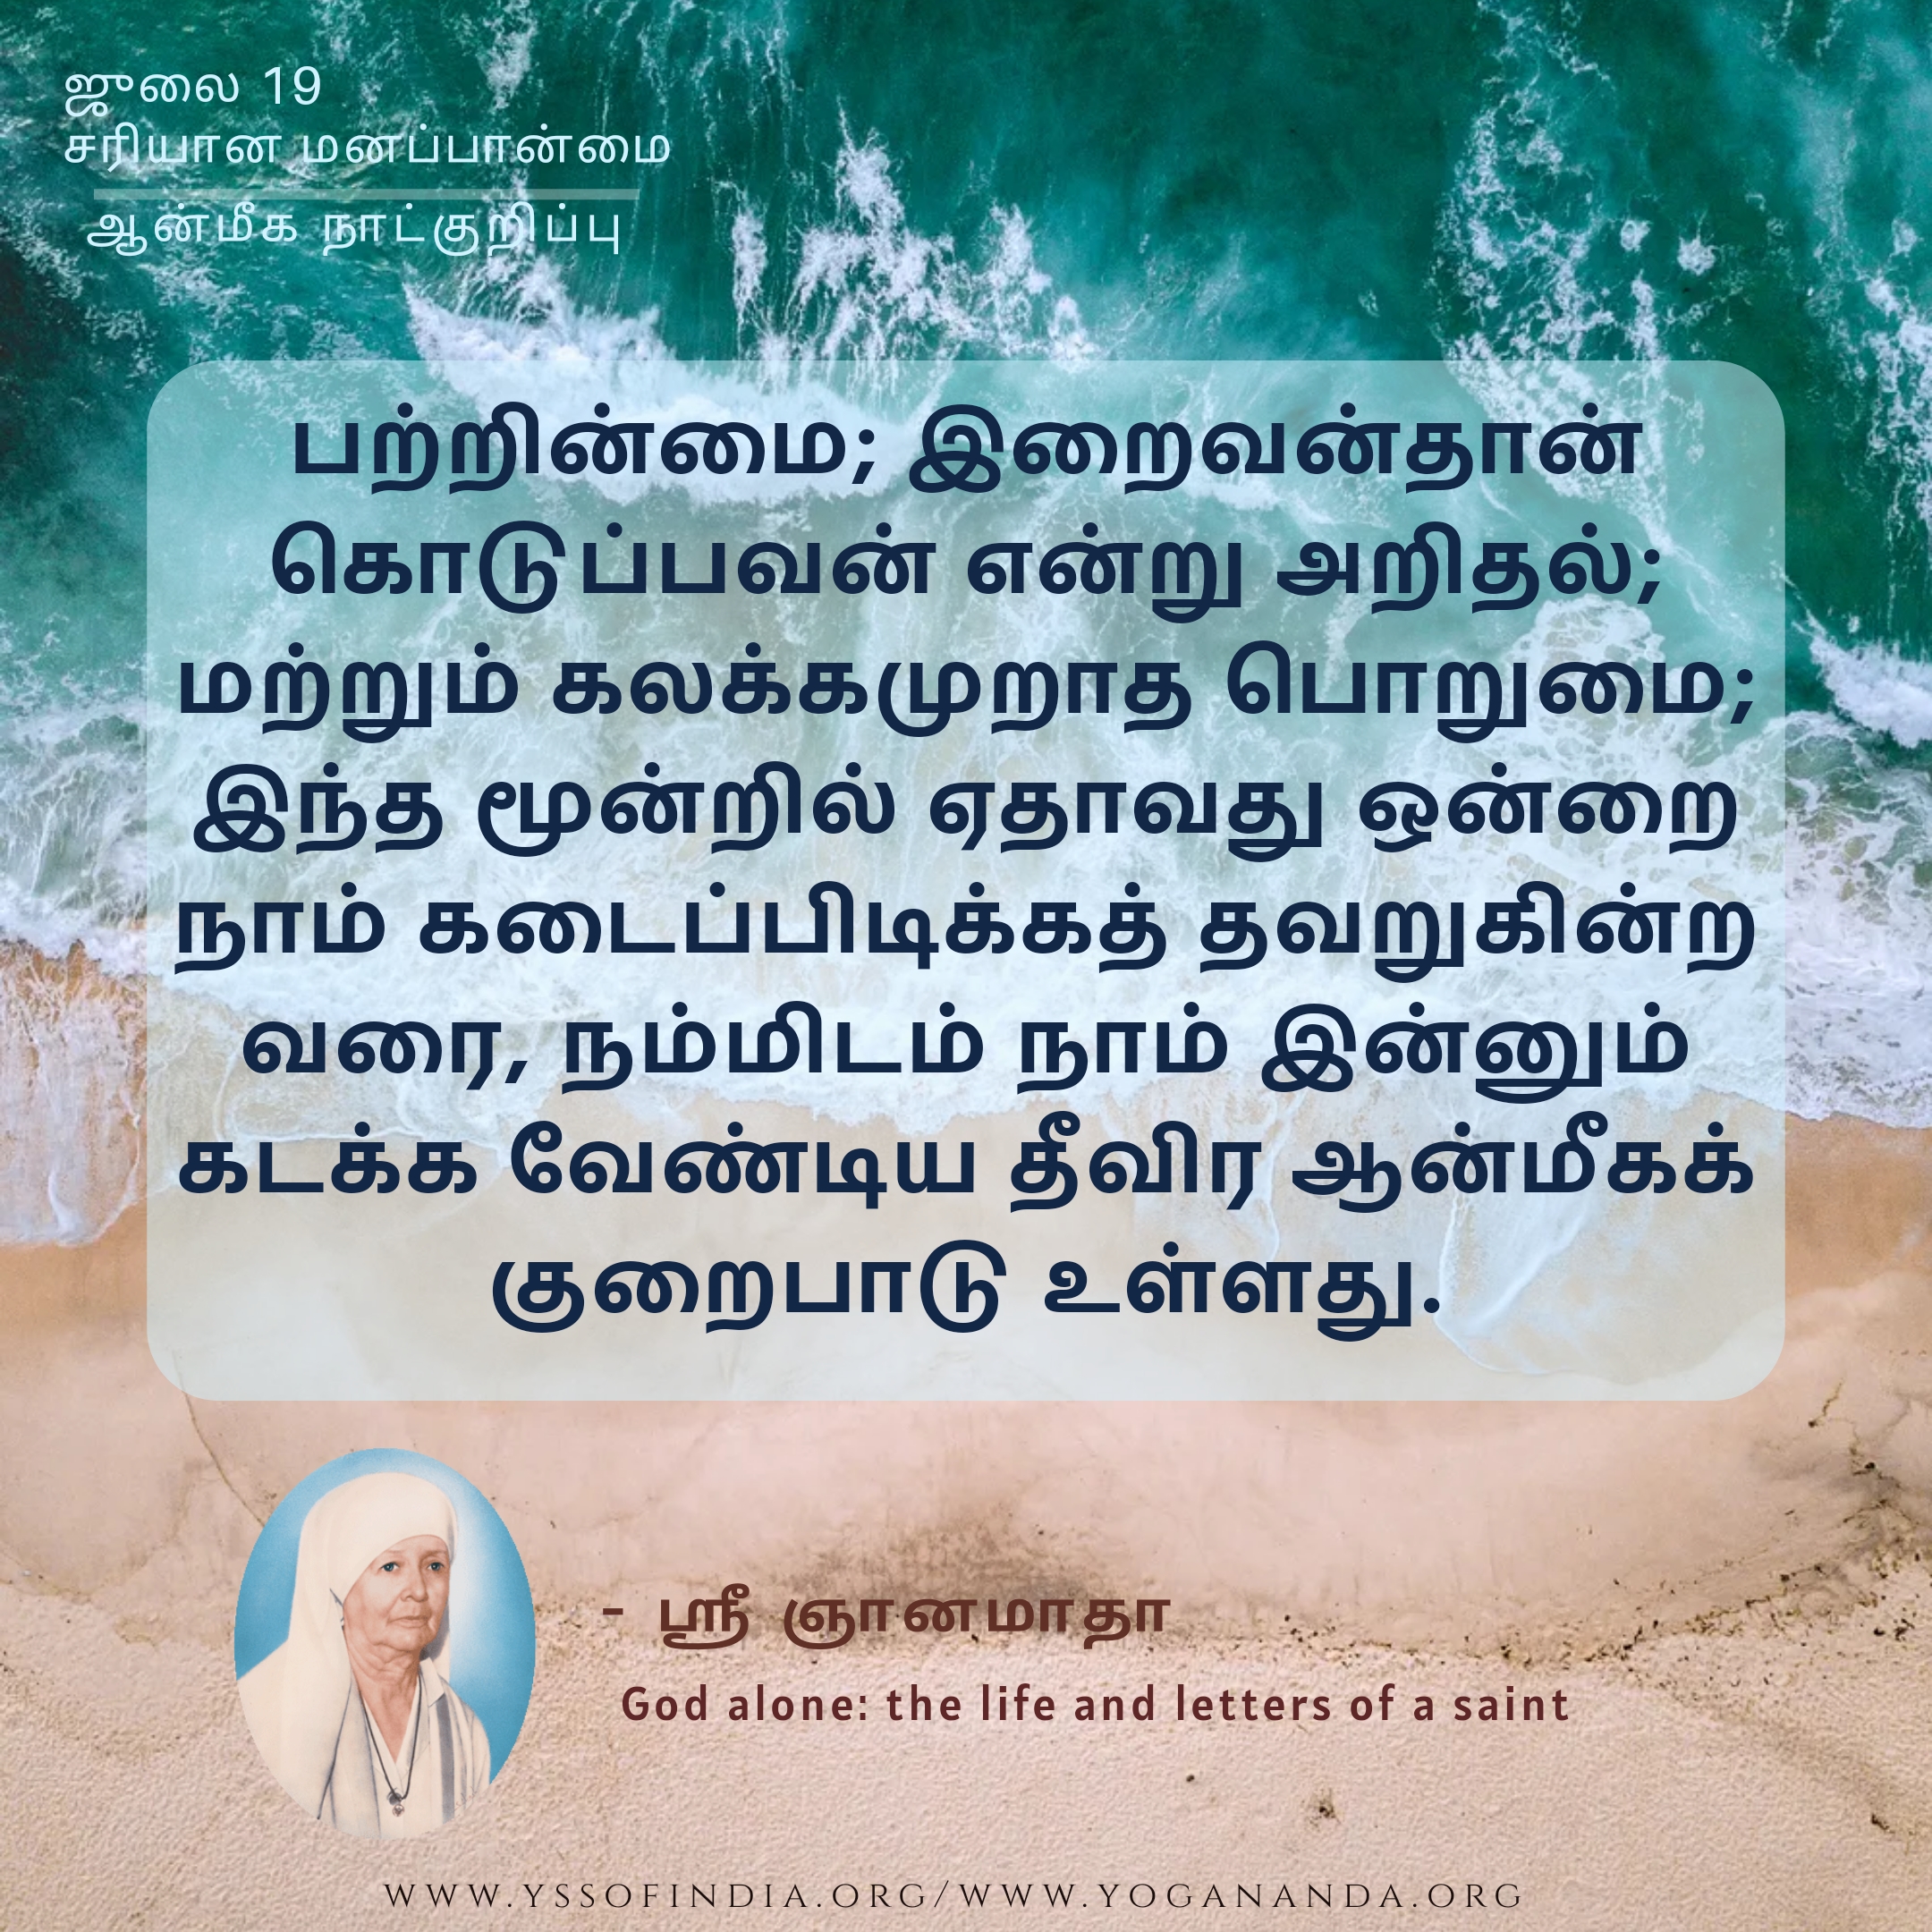 ஜுலை 19
சரியான மனப்பான்மை
ஆன்மீக நாட்குறிப்பு
பற்றின்மை; இறைவன்தான்
கொடுப்பவன் என்று அறிதல்;
மற்றும் கலக்கமுறாத பொறுமை;
இந்த மூன்றில் ஏதாவது ஒன்றை
நாம் கடைப்பிடிக்கத் தவறுகின்ற
வரை, நம்மிடம் நாம் இன்னும்
கடக்க வேண்டிய தீவிர ஆன்மீகக்
குறைபாடு உள்ளது.
- ஸ்ரீ ஞானமாதா
God alone: the life and letters of a saint
WWW.YSSOFINDIA.ORG/WWW.YOGANANDA.ORG